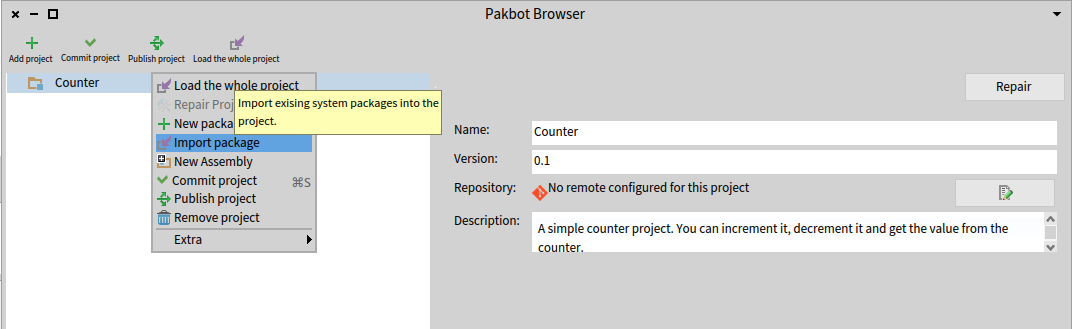 Pakbot Browser
Add project
Commit project
Publish project
Load the whole project
Counter
Load the whole project
Repair Proj
Import exising system packages into the
project.
New packa
Import package
New Assembly
Commit project ⌘S
Publish project
Remove project
Extra
Repair
Name:
Counter
Version:
0.1
Repository:
No remote configured for this project
Description:
A simple counter project. You can increment it, decrement it and get the value from the
counter.